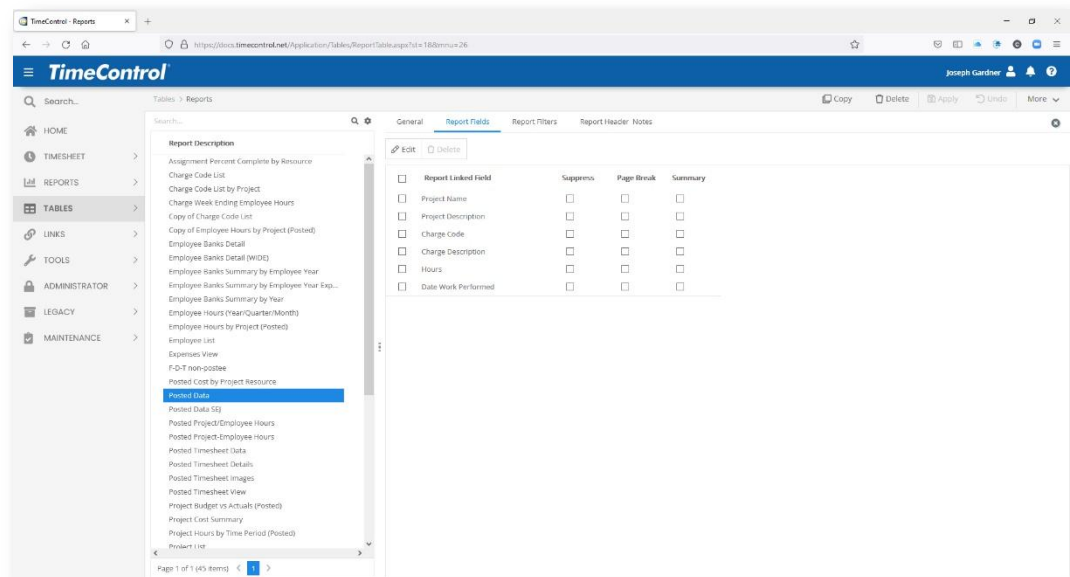 TimeControl - Reports
https://docs.timecontrol.net/Application/Tables/ReportTable.aspx?st=18&mnu=26
TimeControl
Joseph Gardner
Search...
Tables > Reports
Copy
Delete
Apply
Undo
More
HOME
TIMESHEET
REPORTS
TABLES
LINKS
TOOLS
ADMINISTRATOR
LEGACY
MAINTENANCE
Search...
Report Description
Assignment Percent Complete by Resource
Charge Code List
Charge Code List by Project
Charge Week Ending Employee Hours
Copy of Charge Code List
Copy of Employee Hours by Project (Posted)
Employee Banks Detail
Employee Banks Detail (WIDE)
Employee Banks Summary by Employee Year
Employee Banks Summary by Employee Year Exp...
Employee Banks Summary by Year
Employee Hours (Year/Quarter/Month)
Employee Hours by Project (Posted)
Employee List
Expenses View
F-D-T non-postee
Posted Cost by Project Resource
Posted Data
Posted Data SEJ
Posted Project/Employee Hours
Posted Project-Employee Hours
Posted Timesheet Data
Posted Timesheet Details
Posted Timesheet Images
Posted Timesheet View
Project Budget vs Actuals (Posted)
Project Cost Summary
Project Hours by Time Period (Posted)
Project List
Page 1 of 1 (45 items) < 1 >
General
Report Fields
Report Filters
Report Header Notes
Edit
Delete
Report Linked Field Suppress Page Break Summary
Project Name
Project Description
Charge Code
Charge Description
Hours
Date Work Performed